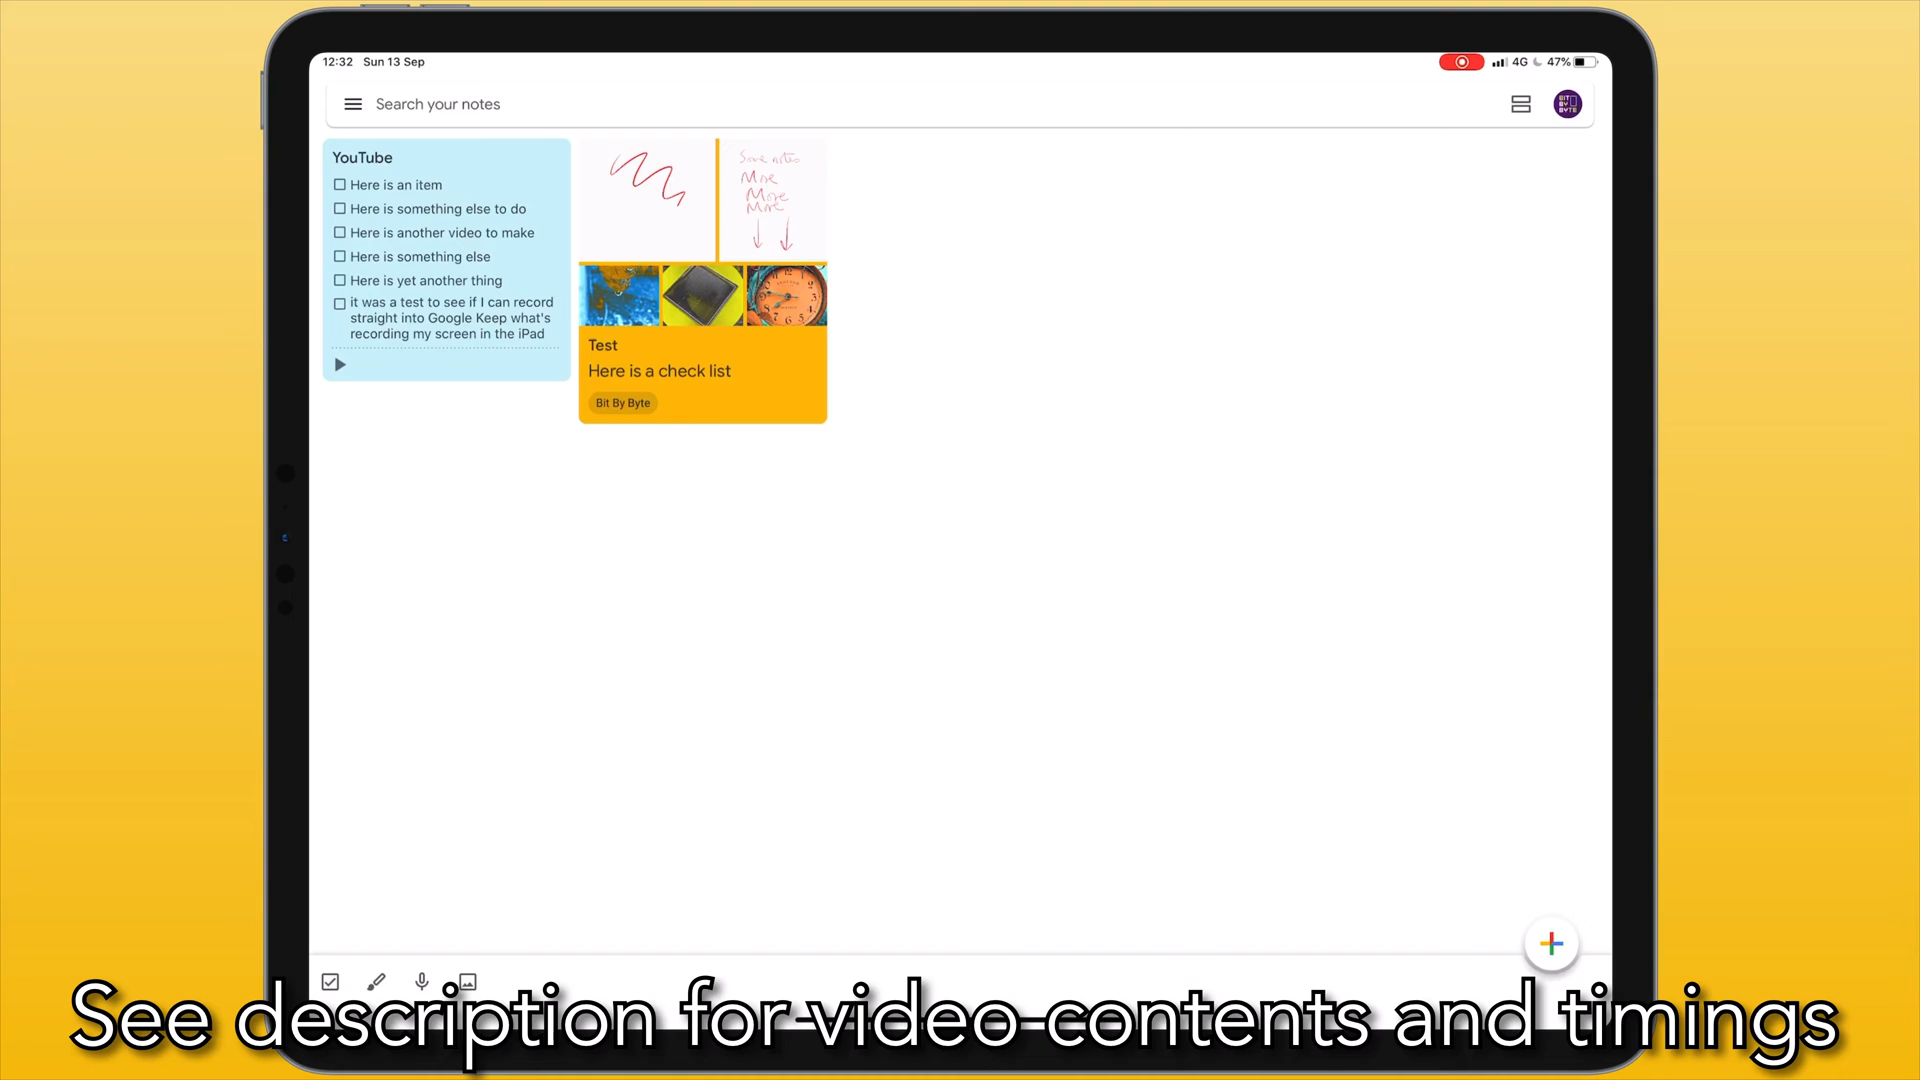 12:32 Sun 13 Sep
4G 47%
Search your notes
BIT
BY
BYTE
YouTube
Here is an item
Here is something else to do
Here is another video to make
Here is something else
Here is yet another thing
it was a test to see if I can record
straight into Google Keep what's
recording my screen in the iPad
Some notes
More
More
More
Test
Here is a check list
Bit By Byte
See description for video contents and timings